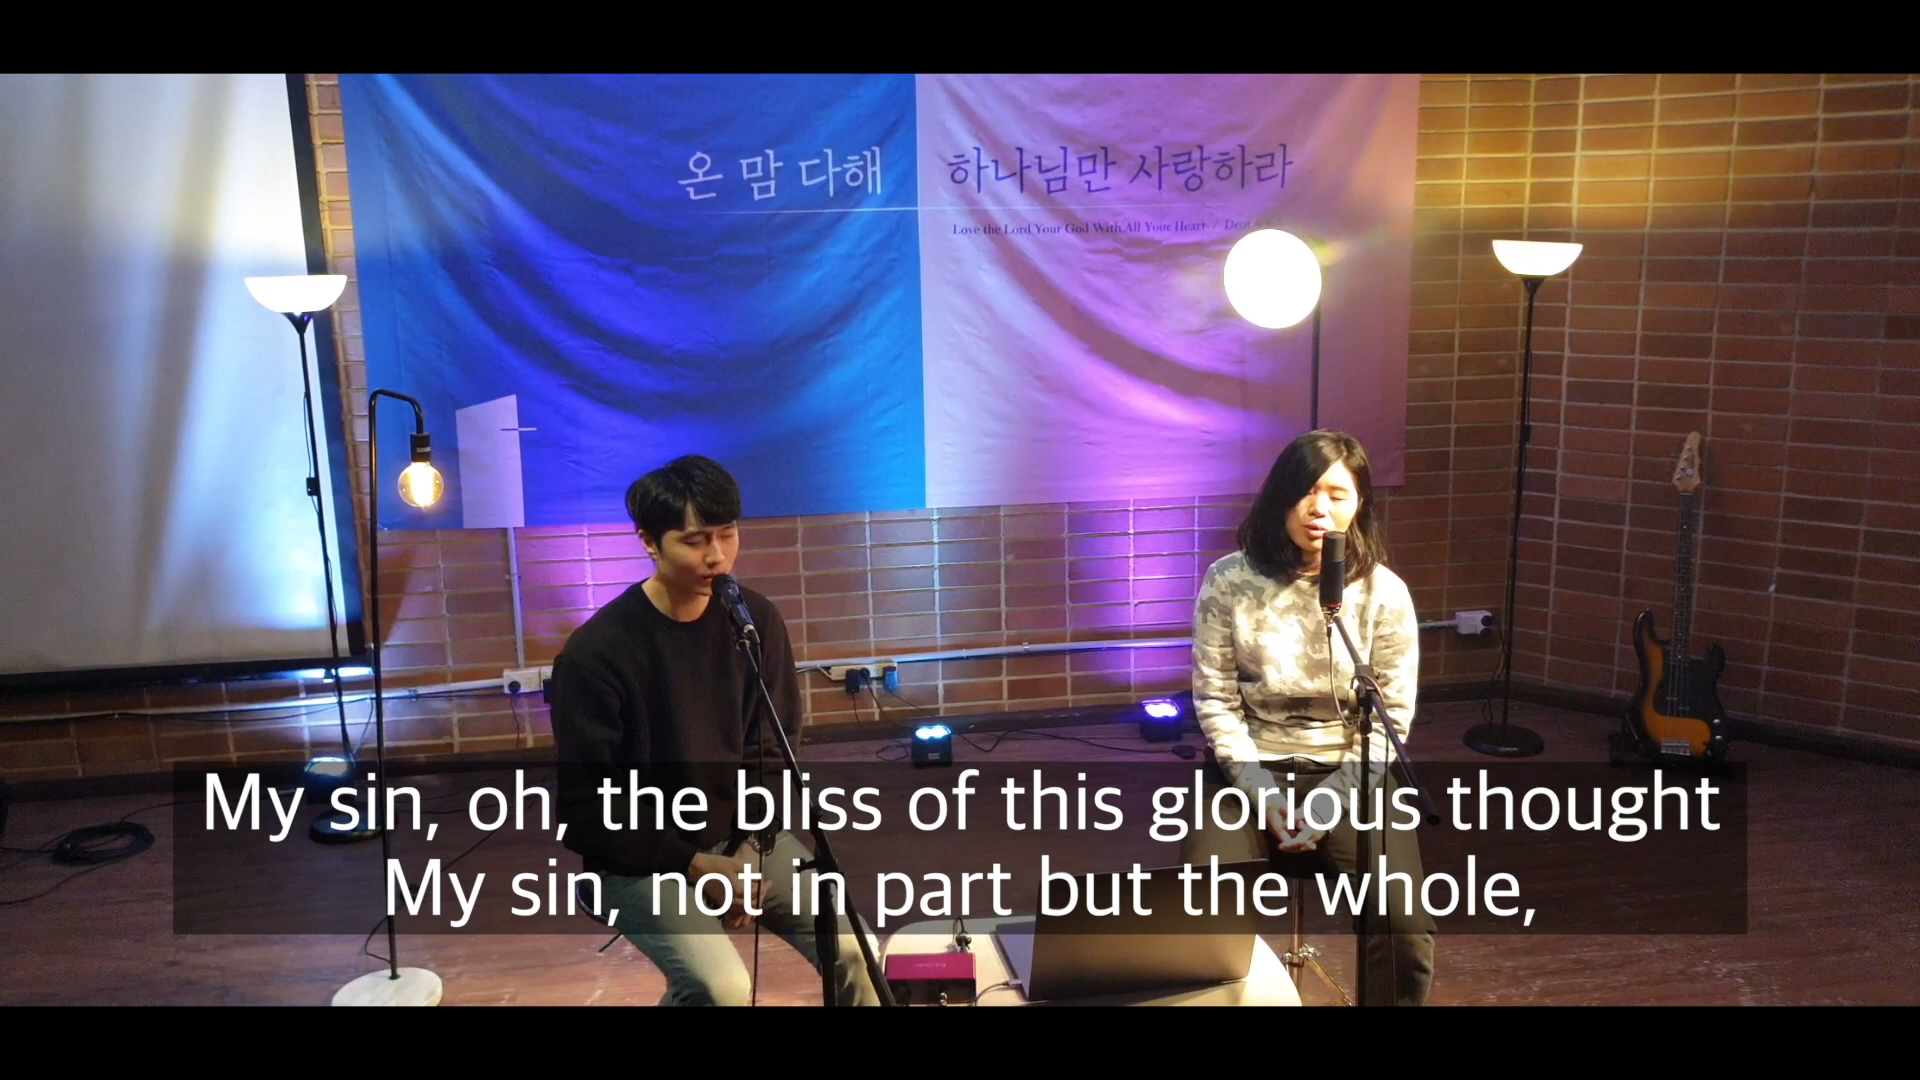 온 맘 다해 하나님만 사랑하라
Love the Lord Your God With All Your Heart /
My sin, oh, the bliss of this glorious thought
My sin, not in part but the whole,